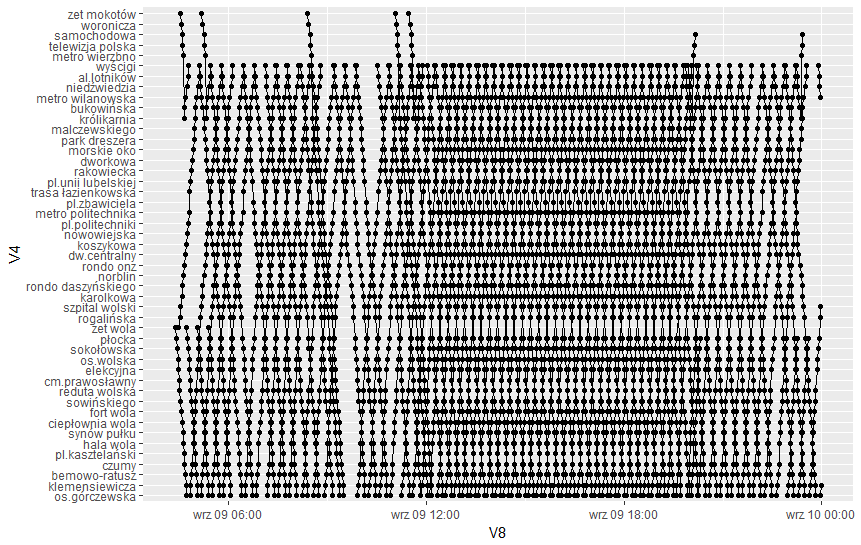 zet mokotów
woronicza
samochodowa
telewizja polska
metro wierzbno
wyścigi
al.lotników
niedźwiedzia
metro wilanowska
bukowińska
królikarnia
malczewskiego
park dreszera
morskie oko
dworkowa
rakowiecka
pl.unii lubelskiej
trasa łazienkowska
pl.zbawiciela
metro politechnika
pl.politechniki
nowowiejska
koszykowa
dw.centralny
rondo onz
norblin
rondo daszyńskiego
karolkowa
szpital wolski
rogalińska
zet wola
płocka
sokołowska
os.wolska
elekcyjna
cm.prawosławny
reduta wolska
sowińskiego
fort wola
ciepłownia wola
synów pułku
hala wola
pl.kasztelański
czumy
bemowo-ratusz
klemensiewicza
os.górczewska
V4
wrz 09 06:00
wrz 09 12:00
wrz 09 18:00
wrz 10 00:00
V8